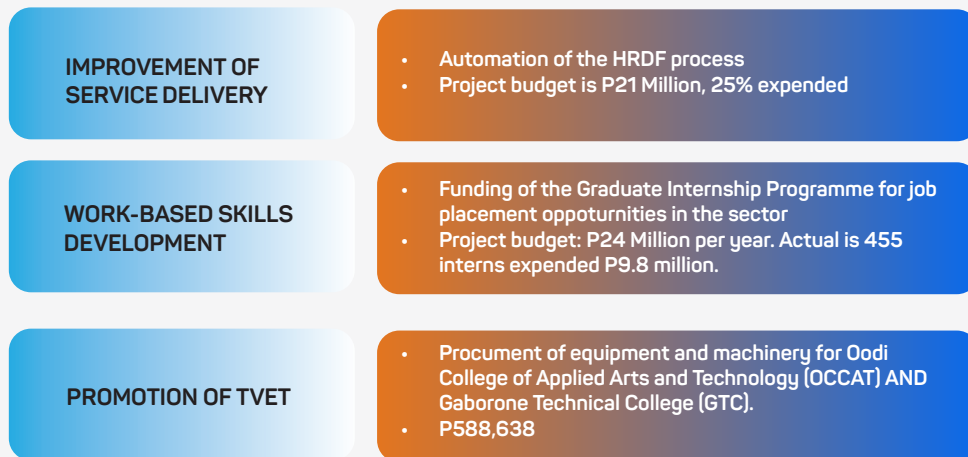 IMPROVEMENT OF
SERVICE DELIVERY
• Automation of the HRDF process
• Project budget is P21 Million, 25% expended
WORK-BASED SKILLS
DEVELOPMENT
• Funding of the Graduate Internship Programme for job
placement oppoturnities in the sector
• Project budget: P24 Million per year. Actual is 455
interns expended P9.8 million.
PROMOTION OF TVET
• Procument of equipment and machinery for Oodi
College of Applied Arts and Technology (OCCAT) AND
Gaborone Technical College (GTC).
• P588,638